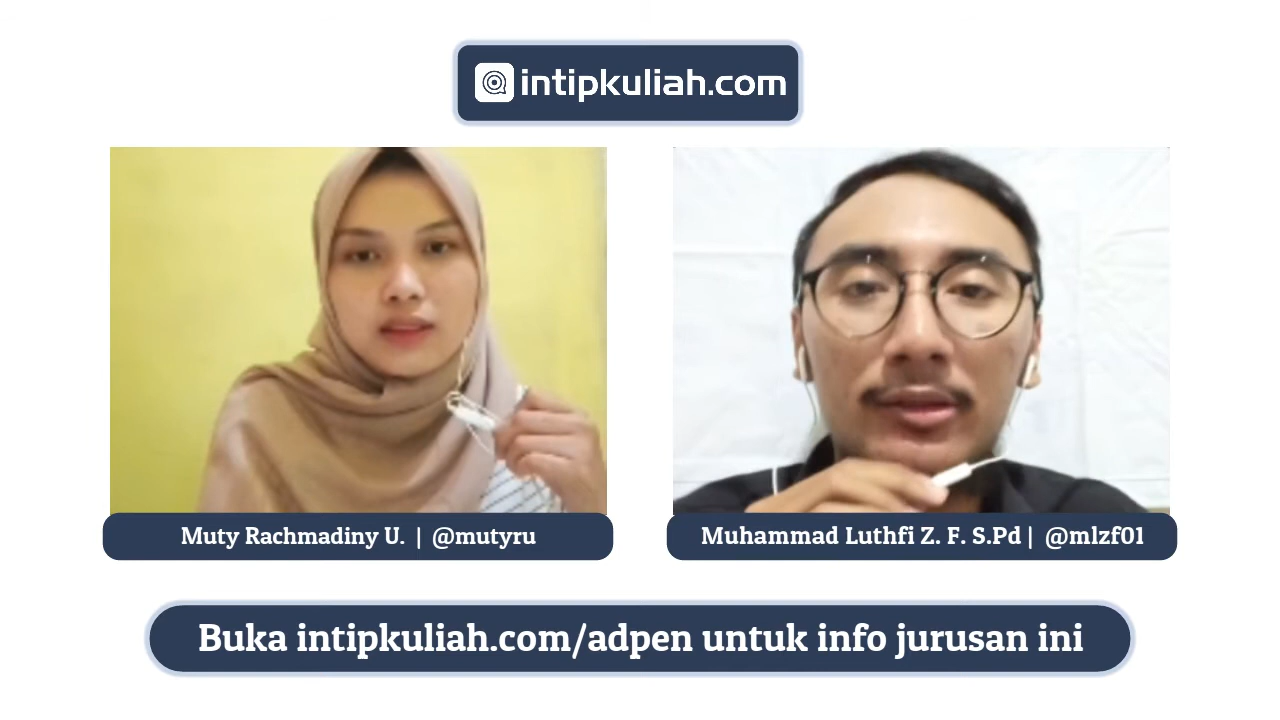 intipkuliah.com
Muty Rachmadiny U. | @mutyru
Muhammad Luthfi Z. F. S.Pd | @mlzf01
Buka intipkuliah.com/adpen untuk info jurusan ini